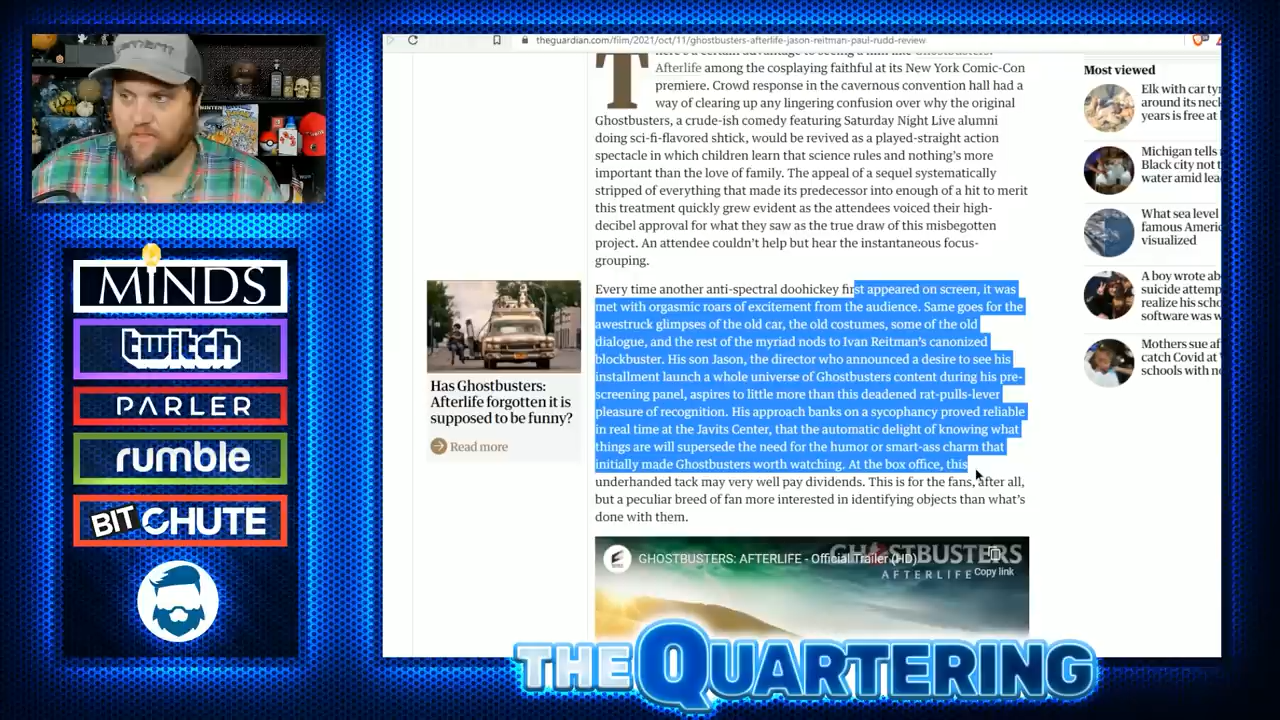 Carhartt
NINTEN
theguardian.com/film/2021/oct/11/ghostbusters-afterlife-jason-reitman-paul-rudd-review
There's a certain advantage to seeing a film like Ghostbusters:
Afterlife among the cosplaying faithful at its New York Comic-Con
premiere. Crowd response in the cavernous convention hall had a
way of clearing up any lingering confusion over why the original
Ghostbusters, a crude-ish comedy featuring Saturday Night Live alumni
doing sci-fi-flavored shtick, would be revived as a played-straight action
spectacle in which children learn that science rules and nothing's more
important than the love of family. The appeal of a sequel systematically
stripped of everything that made its predecessor into enough of a hit to merit
this treatment quickly grew evident as the attendees voiced their high-
decibel approval for what they saw as the true draw of this misbegotten
project. An attendee couldn't help but hear the instantaneous focus-
grouping.
Every time another anti-spectral doohickey first appeared on screen, it was
met with orgasmic roars of excitement from the audience. Same goes for the
awestruck glimpses of the old car, the old costumes, some of the old
dialogue, and the rest of the myriad nods to Ivan Reitman's canonized
blockbuster. His son Jason, the director who announced a desire to see his
installment launch a whole universe of Ghostbusters content during his pre-
screening panel, aspires to little more than this deadened rat-pulls-lever
pleasure of recognition. His approach banks on a sycophancy proved reliable
in real time at the Javits Center, that the automatic delight of knowing what
things are will supersede the need for the humor or smart-ass charm that
initially made Ghostbusters worth watching. At the box office, this
underhanded tack may very well pay dividends. This is for the fans, after all,
but a peculiar breed of fan more interested in identifying objects than what's
done with them.
Has Ghostbusters:
Afterlife forgotten it is
supposed to be funny?
Read more
GHOSTBUSTERS: AFTERLIFE - Official Trailer (HD)
GHOSTBUSTERS
AFTERLIFE
Copy link
Most viewed
Elk with car tyr
around its neck
years is free at l
Michigan tells
Black city not t
water amid lea
What sea level
famous Americ
visualized
A boy wrote ab
suicide attemp
realize his scho
software was w
Mothers sue af
catch Covid at
schools with no
MINDS
twitch
PARLER
rumble
BIT CHUTE
THE QUARTERING